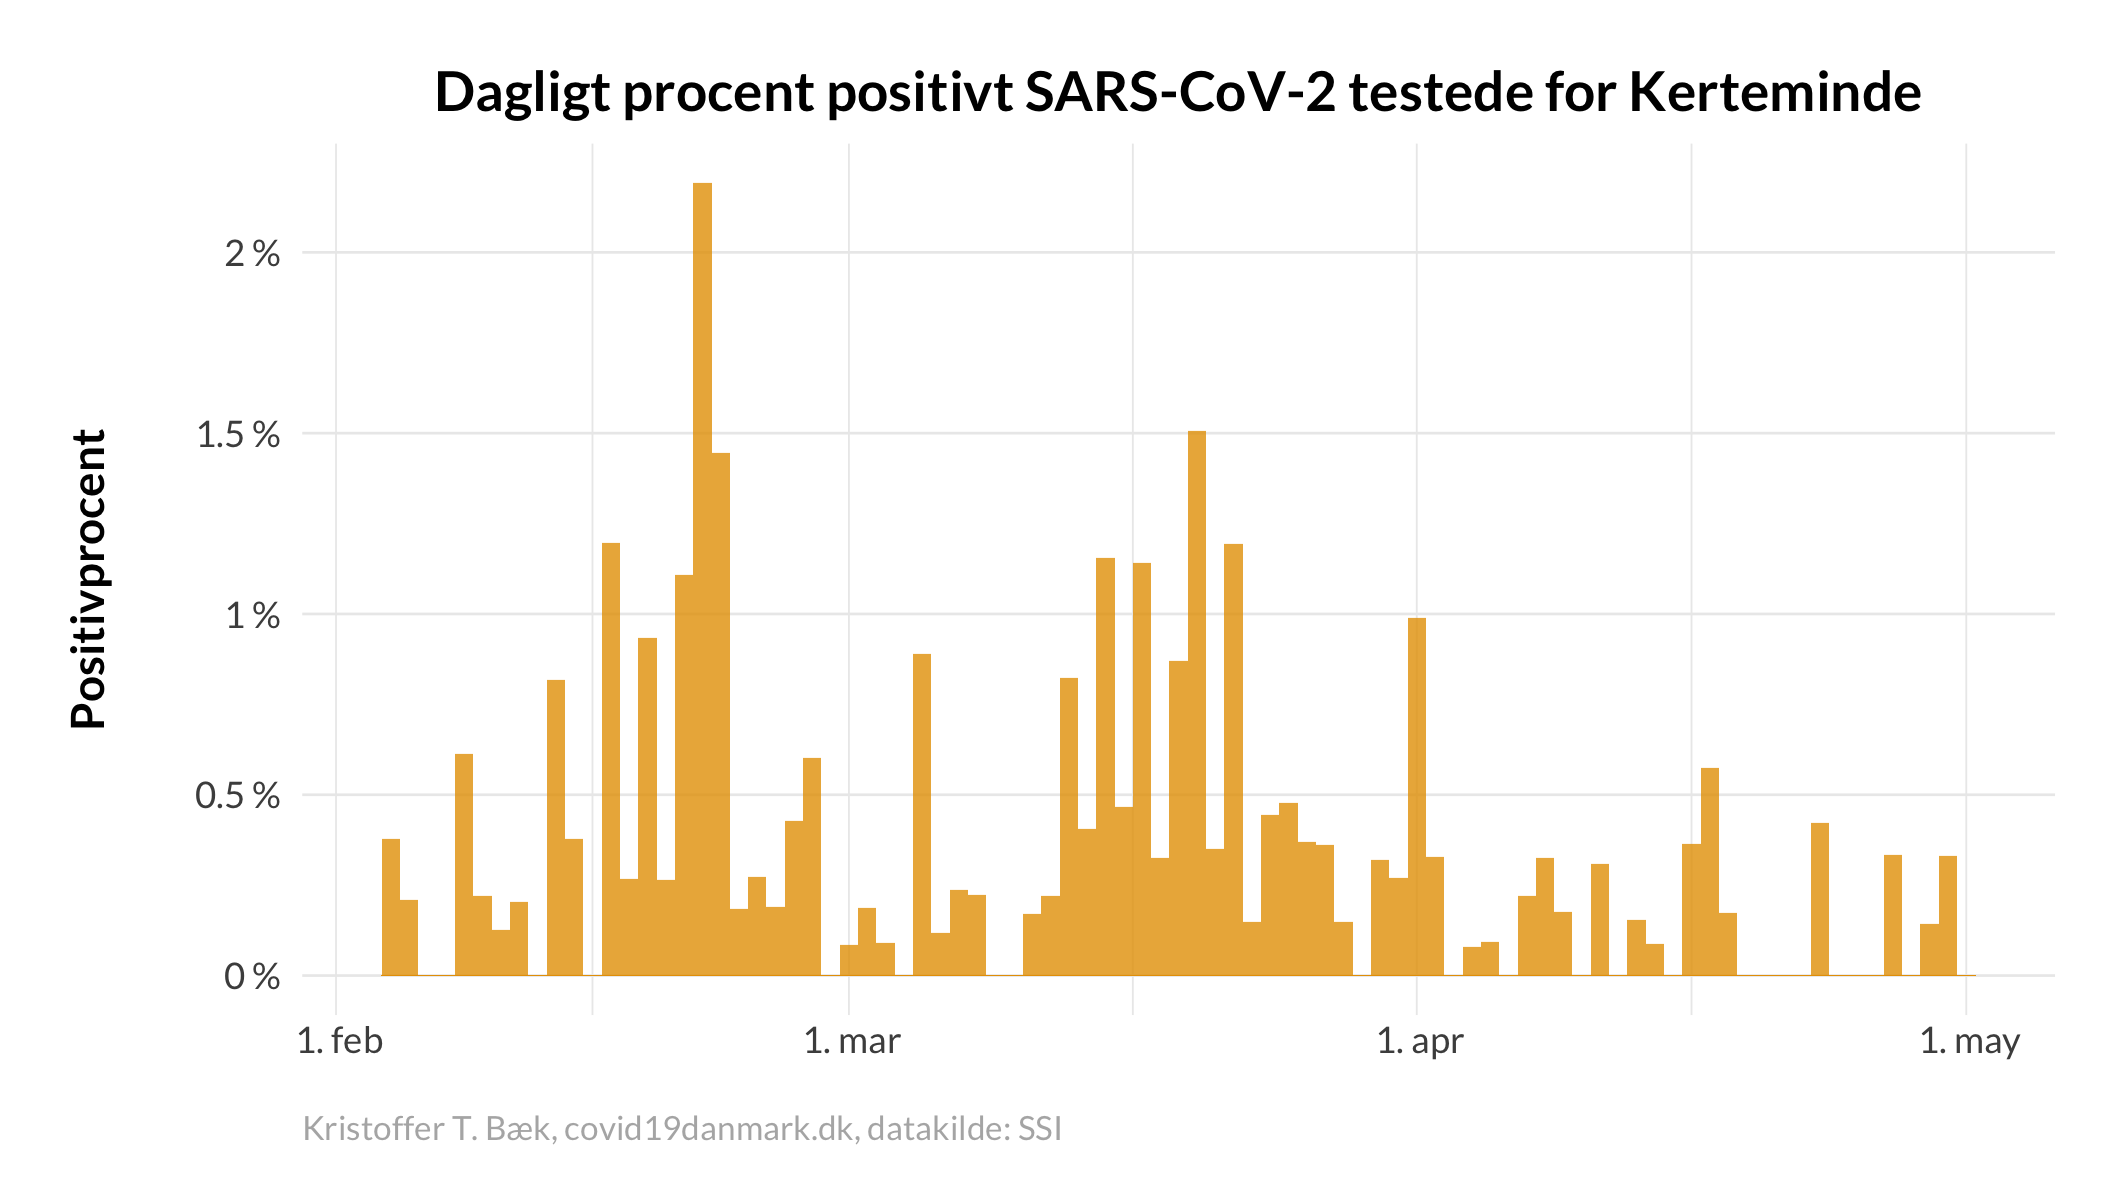 Dagligt procent positivt SARS-CoV-2 testede for Kerteminde
Positivprocent
2 %
1.5 %
1 %
0.5 %
0 %
1. feb
1. mar
1. apr
1. may
Kristoffer T. Bæk, covid19danmark.dk, datakilde: SSI